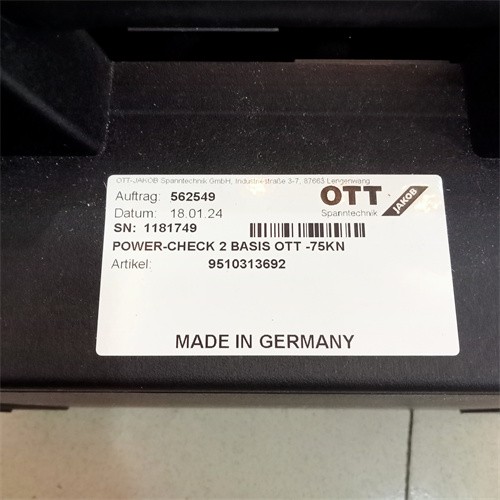 OTT-JAKOB Spanntechnik GmbH, Industriestraße 3-7, 87663 Lengenwang
OTT
JAKOB
Spanntechnik
Auftrag: 562549
Datum: 18.01.24
SN: 1181749
POWER-CHECK 2 BASIS OTT -75KN
Artikel: 9510313692
MADE IN GERMANY